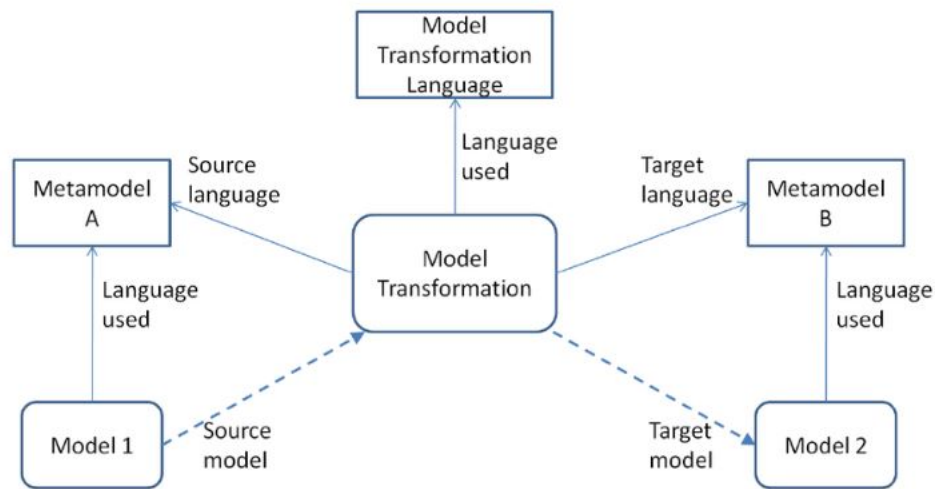 Model
Transformation
Language
Language
used
Source
language
Target
language
Metamodel
A
Metamodel
B
Model
Transformation
Language
used
Language
used
Model 1
Source
model
Target
model
Model 2